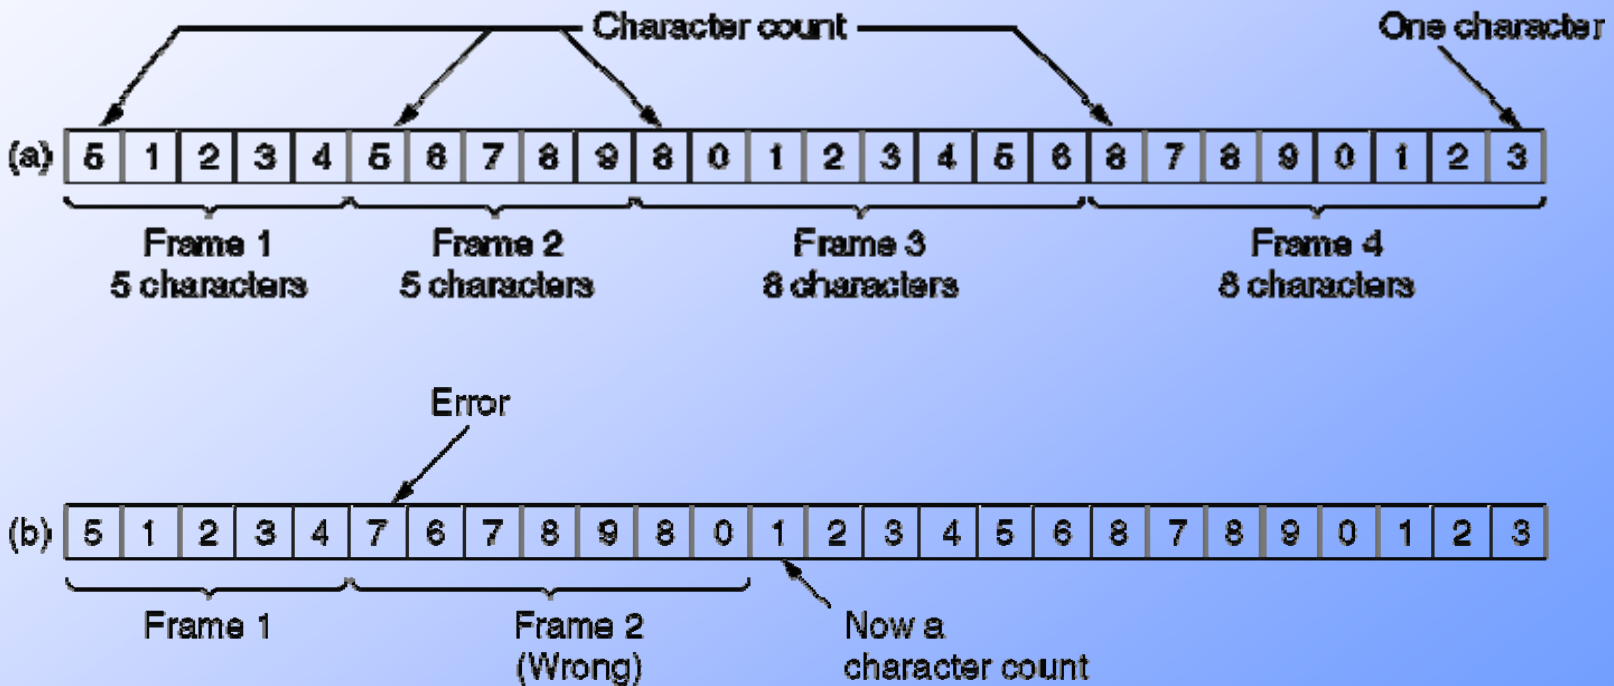 Character count One character
(a) 5 1 2 3 4 5 6 7 8 9 8 0 1 2 3 4 5 6 8 7 8 9 0 1 2 3
Frame 1 Frame 2 Frame 3 Frame 4
5 characters 5 characters 8 characters 8 characters
Error
(b) 5 1 2 3 4 7 6 7 8 9 8 0 1 2 3 4 5 6 8 7 8 9 0 1 2 3
Frame 1 Frame 2 Now a
(Wrong) character count